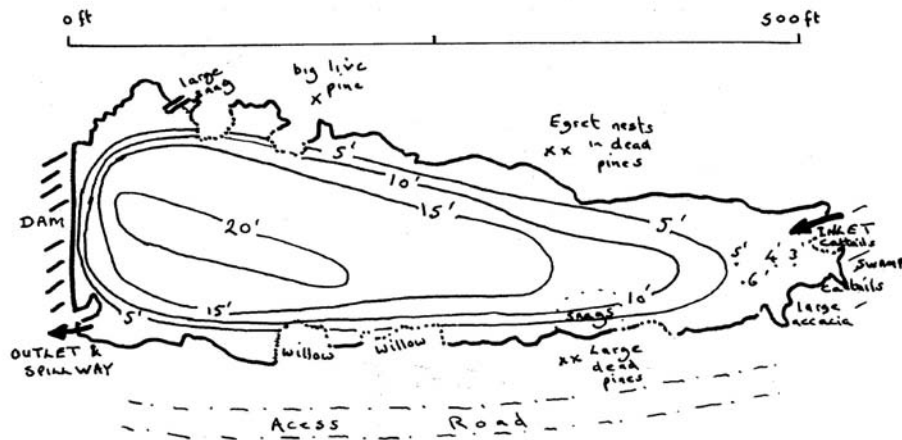 0 ft
500 ft
large
snag
big live
pine
x
Egret nests
xx in dead
pines
5'
10'
15'
5'
20'
DAM
INLET
cattails
SWAMP
5' 4' 3'
6'
cattails
large
accacia
10'
snags
15'
5'
willow
willow
xx Large
dead
pines
OUTLET &
SPILLWAY
Acess Road